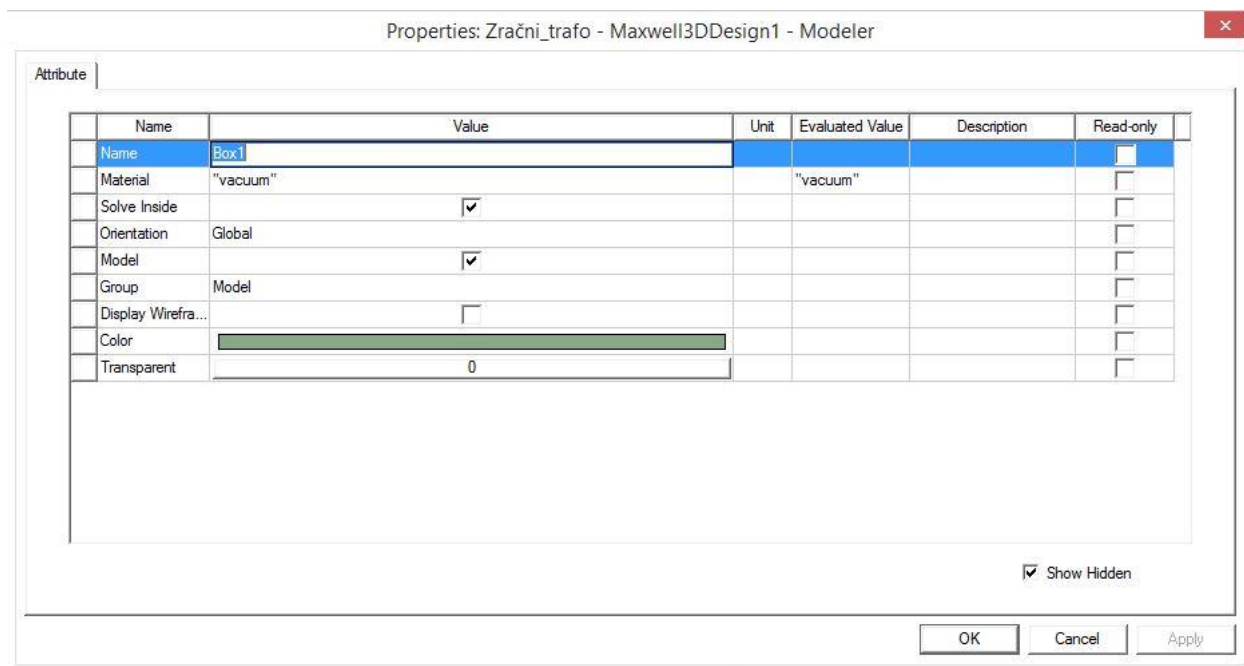 Properties: Zračni_trafo - Maxwell3DDesign1 - Modeler
Attribute
Name Value Unit Evaluated Value Description Read-only
Name Box1
Material "vacuum" "vacuum"
Solve Inside
Orientation Global
Model
Group Model
Display Wirefra...
Color
Transparent 0
Show Hidden
OK Cancel Apply